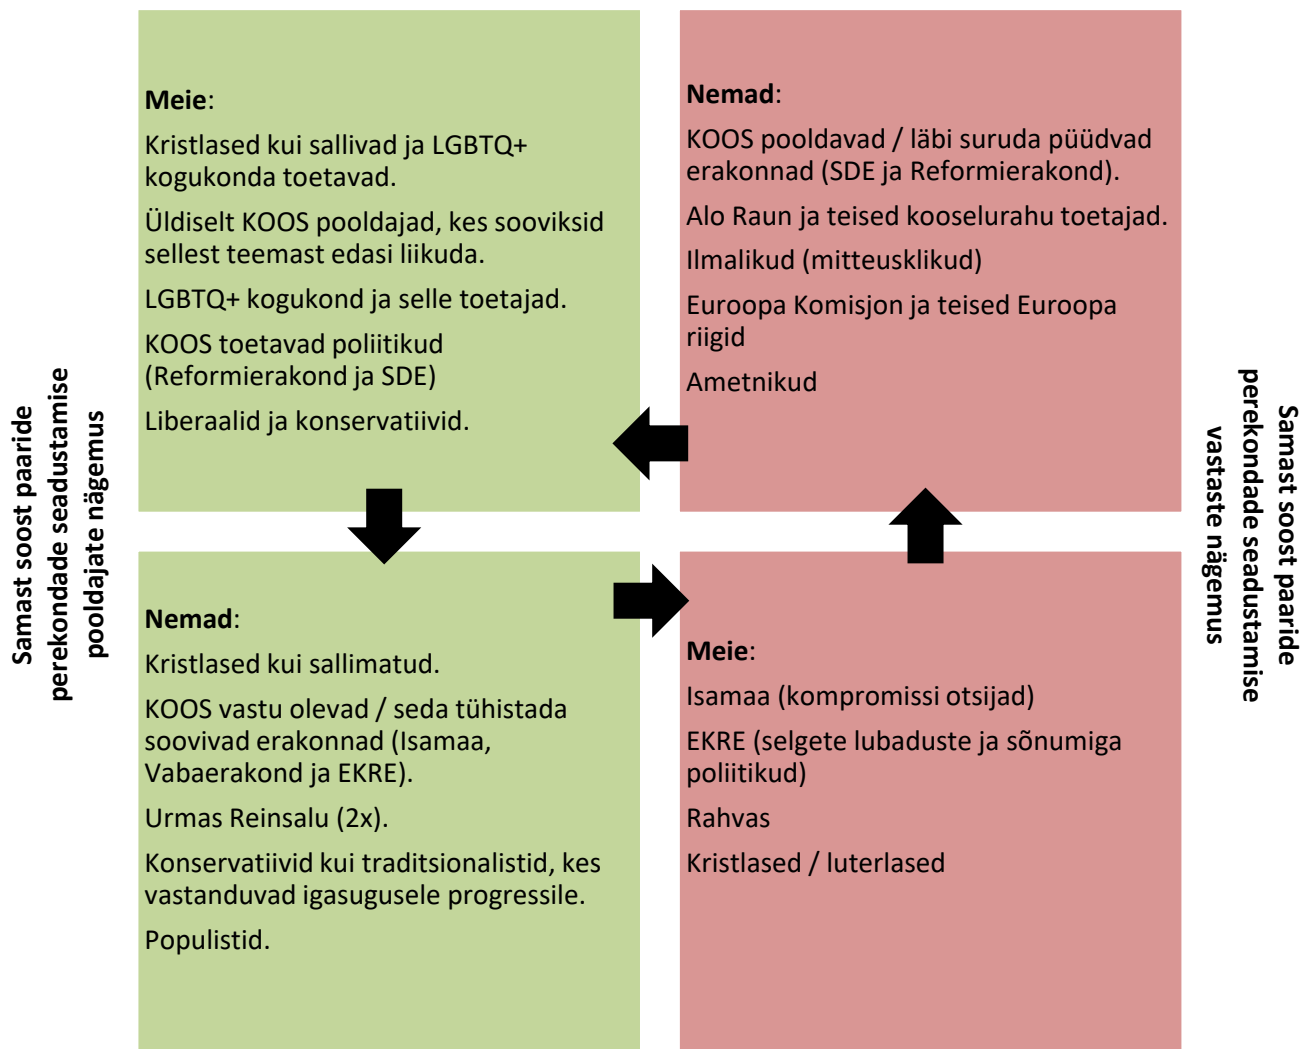 Samast soost paaride
perekondade seadustamise
pooldajate nägemus
Meie:
Kristlased kui sallivad ja LGBTQ+
kogukonda toetavad.
Üldiselt KOOS pooldajad, kes sooviksid
sellest teemast edasi liikuda.
LGBTQ+ kogukond ja selle toetajad.
KOOS toetavad poliitikud
(Reformierakond ja SDE)
Liberaalid ja konservatiivid.
Nemad:
KOOS pooldavad / läbi suruda püüdvad
erakonnad (SDE ja Reformierakond).
Alo Raun ja teised kooselurahu toetajad.
Ilmalikud (mitteusklikud)
Euroopa Komisjon ja teised Euroopa
riigid
Ametnikud
Nemad:
Kristlased kui sallimatud.
KOOS vastu olevad / seda tühistada
soovivad erakonnad (Isamaa,
Vabaerakond ja EKRE).
Urmas Reinsalu (2x).
Konservatiivid kui traditsionalistid, kes
vastanduvad igasugusele progressile.
Populistid.
Meie:
Isamaa (kompromissi otsijad)
EKRE (selgete lubaduste ja sõnumiga
poliitikud)
Rahvas
Kristlased / luterlased
Samast soost paaride
perekondade seadustamise
vastaste nägemus